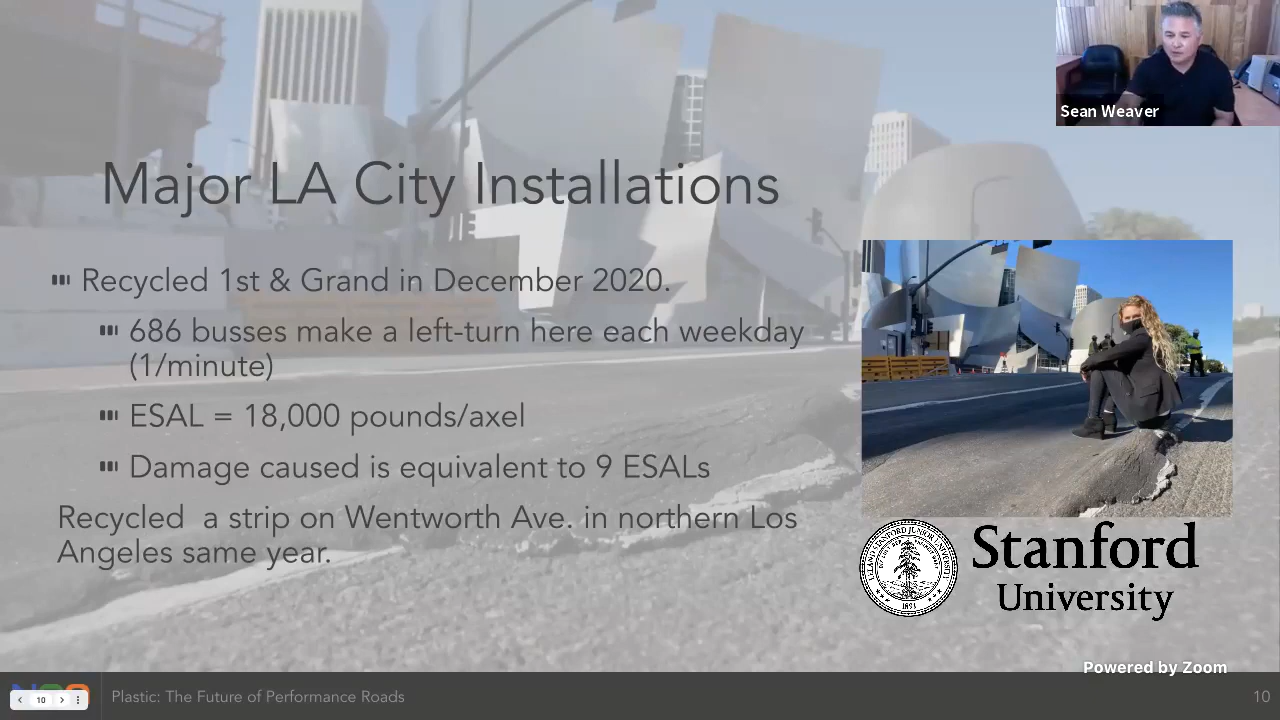 Sean Weaver
Major LA City Installations
Recycled 1st & Grand in December 2020.
686 busses make a left-turn here each weekday
(1/minute)
ESAL = 18,000 pounds/axel
Damage caused is equivalent to 9 ESALs
Recycled a strip on Wentworth Ave. in northern Los
Angeles same year.
Stanford
University
Powered by Zoom
10
Plastic: The Future of Performance Roads
10